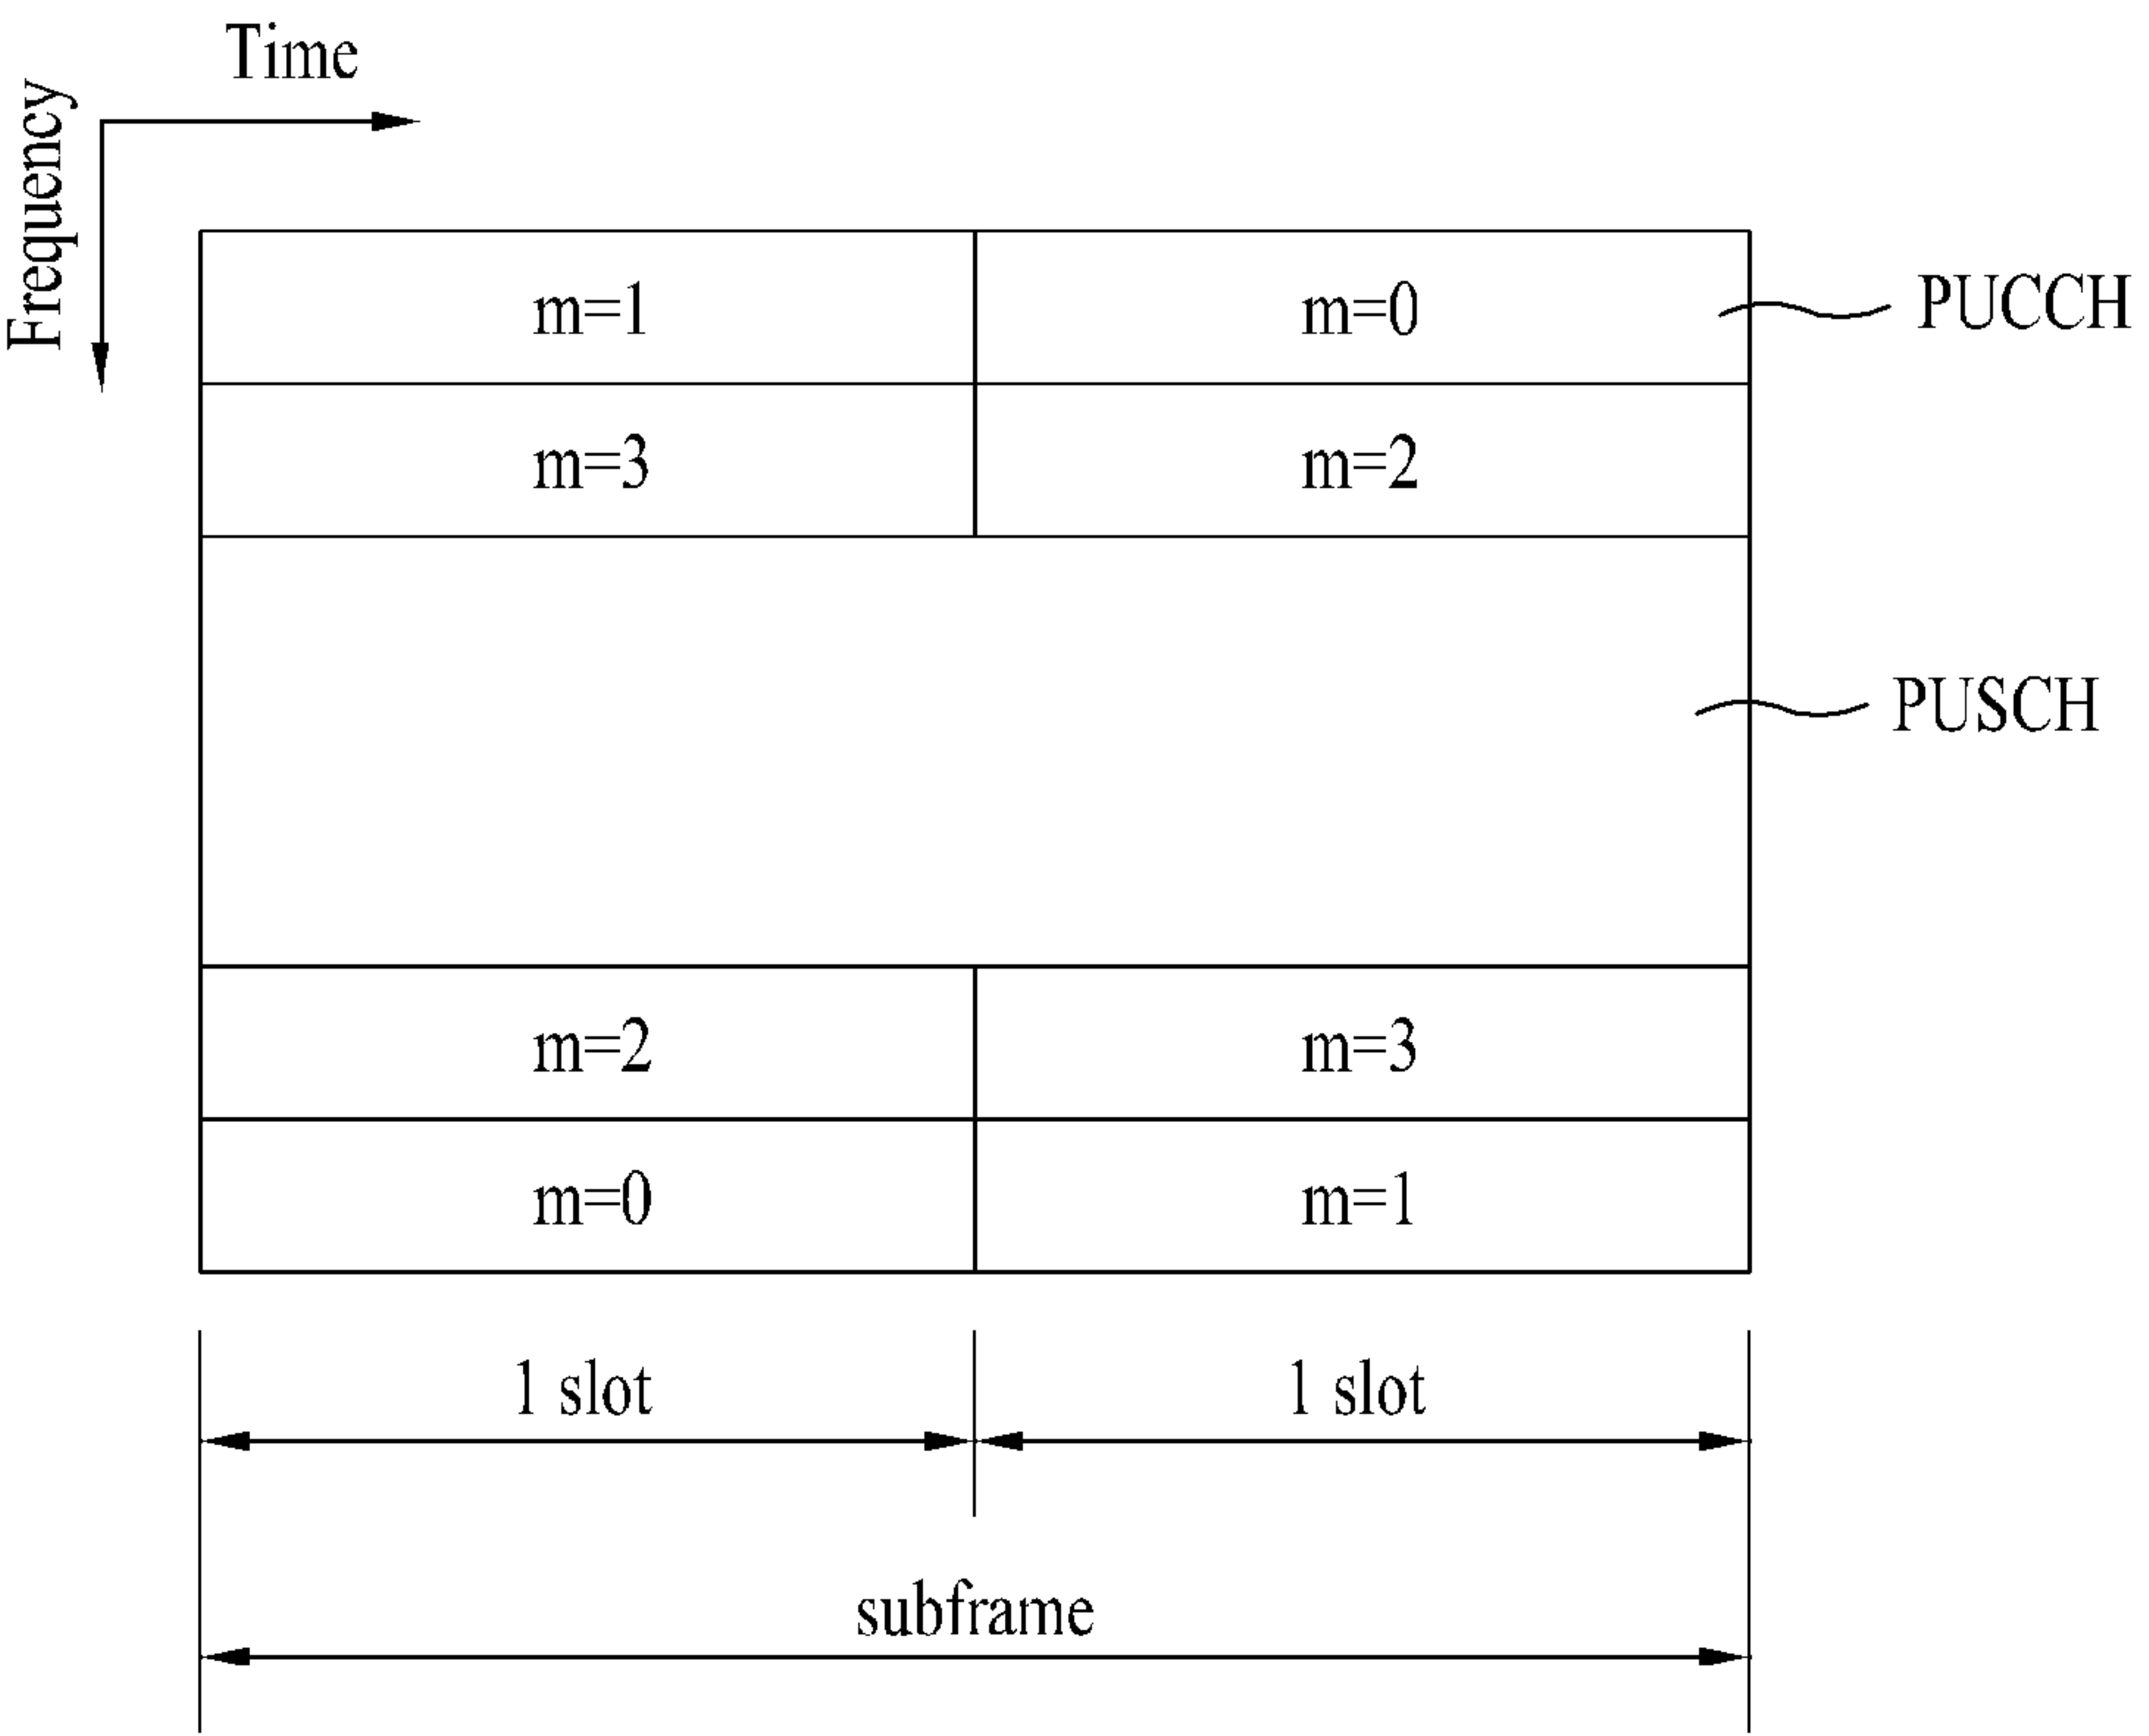 Time
Frequency
m=1
m=0
PUCCH
m=3
m=2
PUSCH
m=2
m=3
m=0
m=1
1 slot
1 slot
subframe